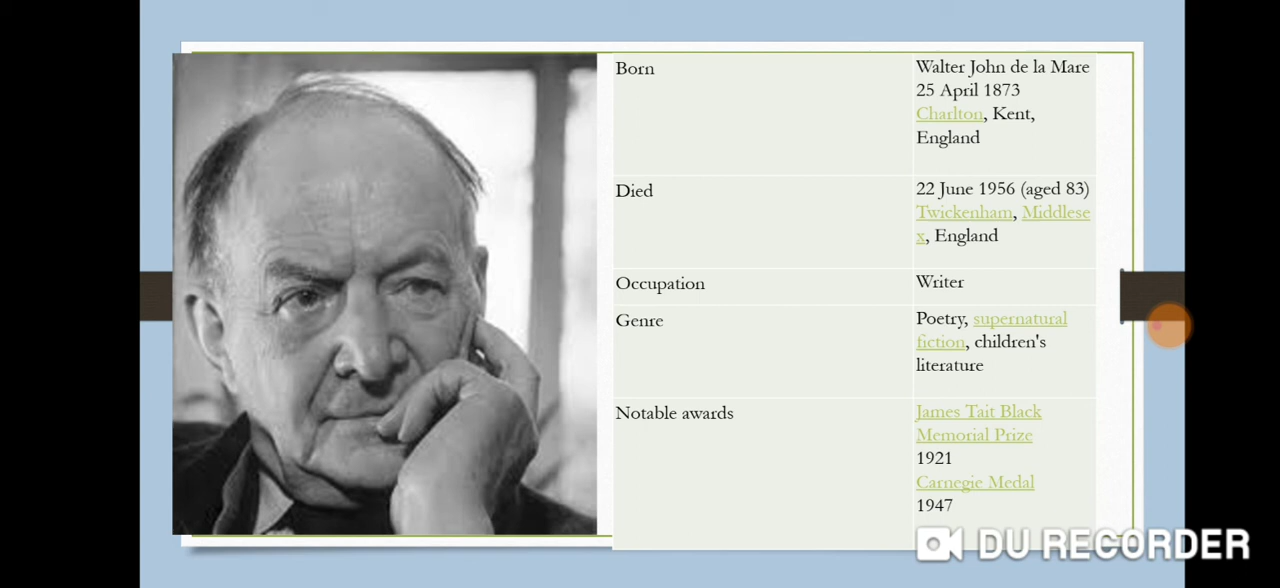 Born
Walter John de la Mare
25 April 1873
Charlton, Kent,
England
Died
22 June 1956 (aged 83)
Twickenham, Middlese
x, England
Occupation
Writer
Genre
Poetry, supernatural
fiction, children's
literature
Notable awards
James Tait Black
Memorial Prize
1921
Carnegie Medal
1947
DU RECORDER